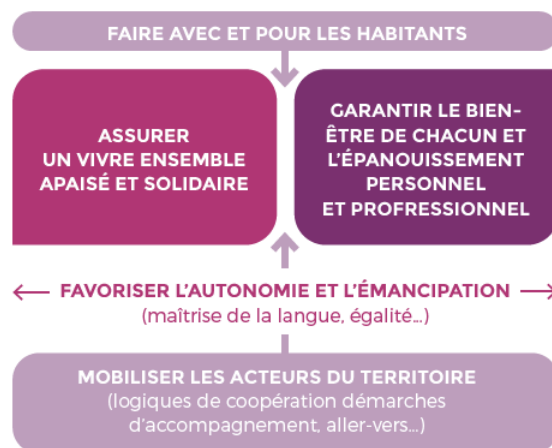 FAIRE AVEC ET POUR LES HABITANTS
ASSURER
UN VIVRE ENSEMBLE
APAISÉ ET SOLIDAIRE
GARANTIR LE BIEN-
ÊTRE DE CHACUN ET
L'ÉPANOUISSEMENT
PERSONNEL
ET PROFRESSIONNEL
FAVORISER L'AUTONOMIE ET L'ÉMANCIPATION
(maîtrise de la langue, égalité...)
MOBILISER LES ACTEURS DU TERRITOIRE
(logiques de coopération démarches
d'accompagnement, aller-vers...)